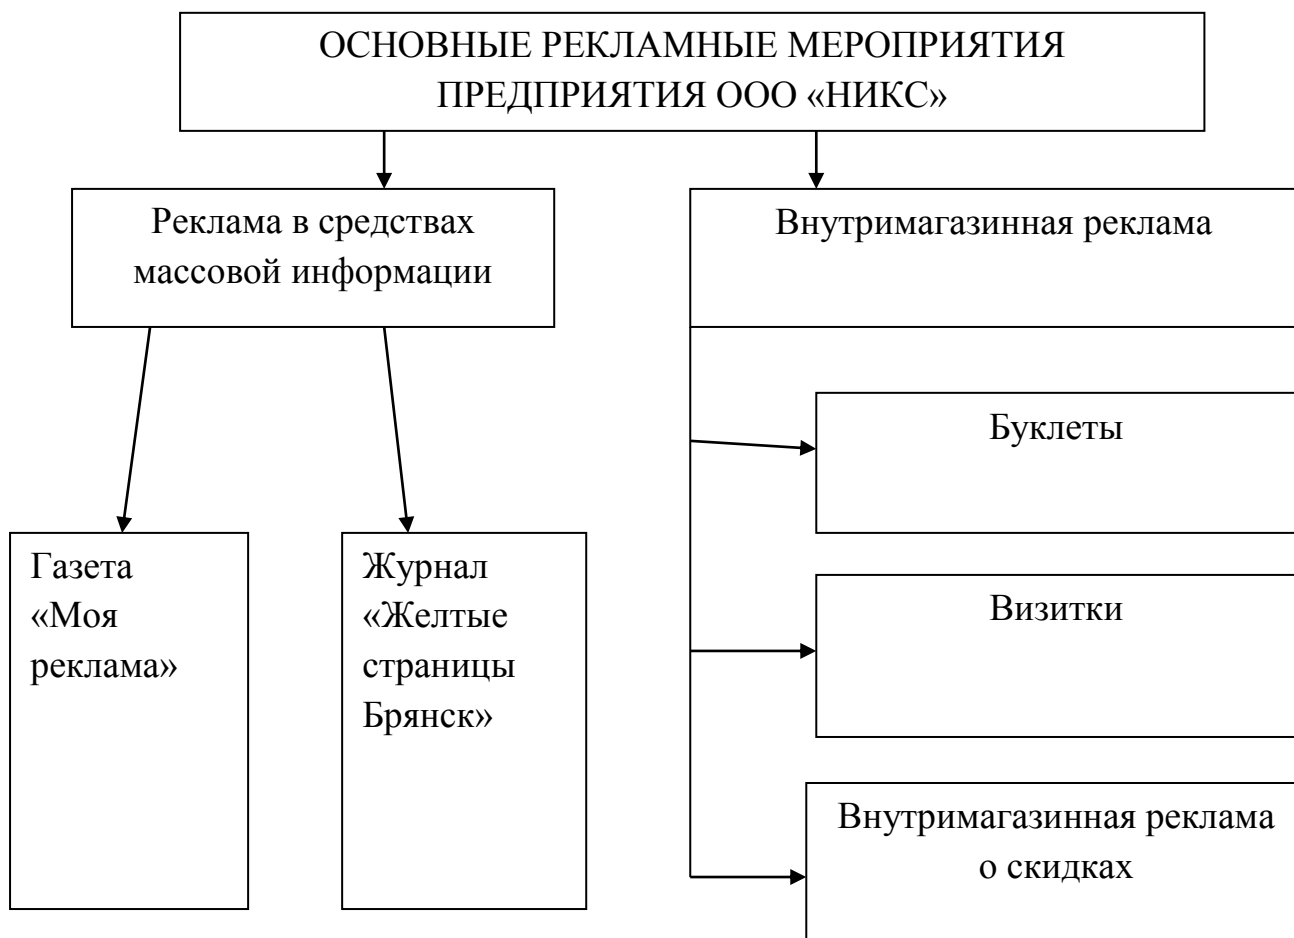 ОСНОВНЫЕ РЕКЛАМНЫЕ МЕРОПРИЯТИЯ
ПРЕДПРИЯТИЯ ООО «НИКС»
Реклама в средствах
массовой информации
Внутримагазинная реклама
Газета
«Моя
реклама»
Журнал
«Желтые
страницы
Брянск»
Буклеты
Визитки
Внутримагазинная реклама
о скидках